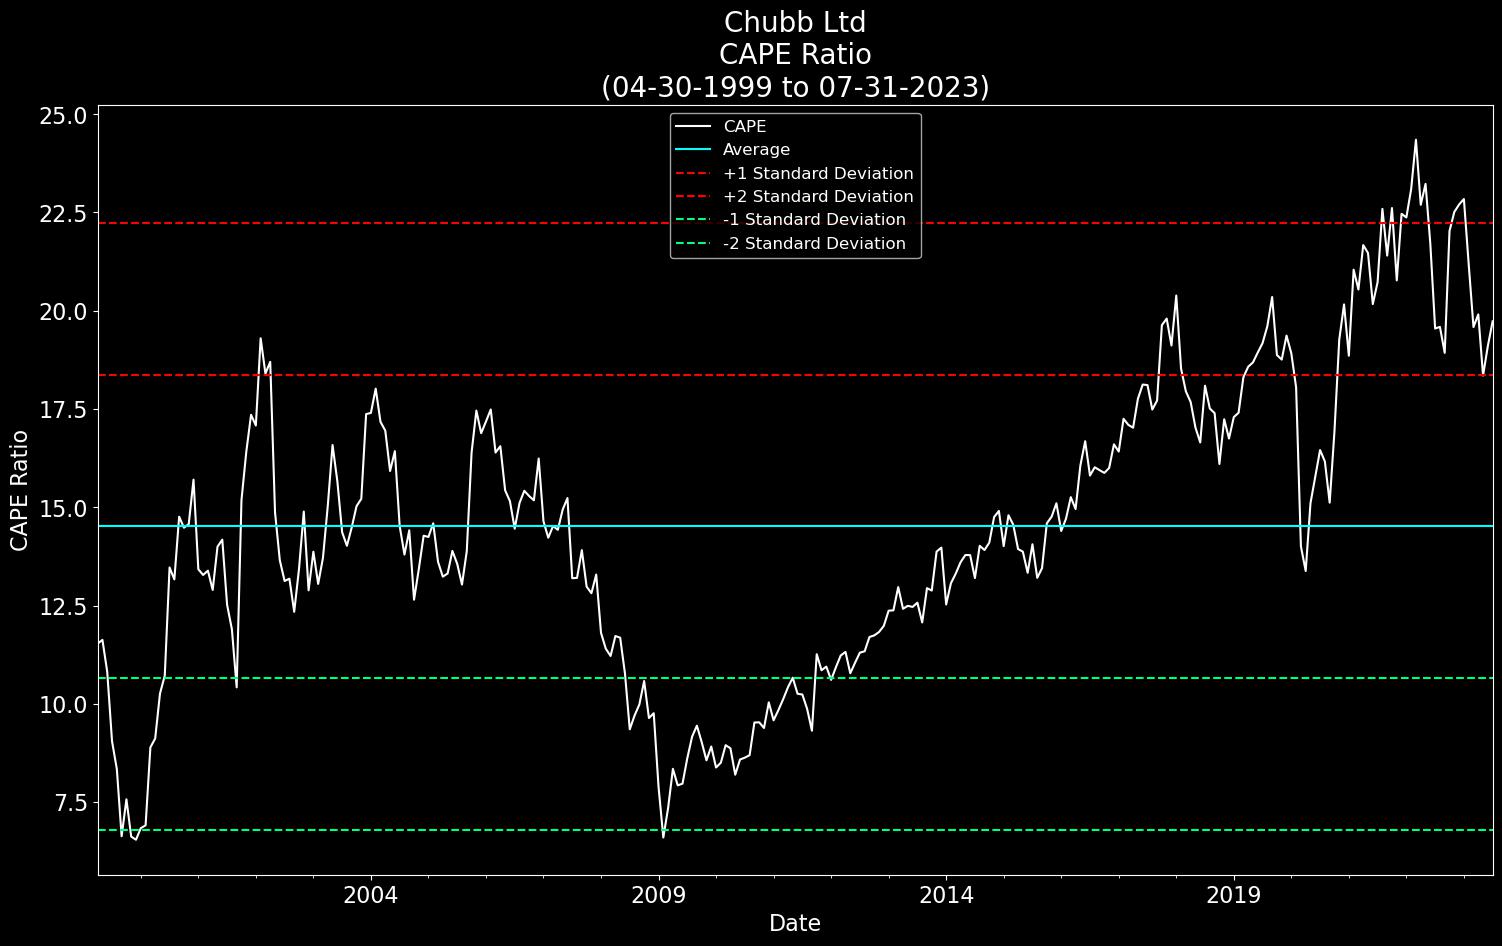 Chubb Ltd
CAPE Ratio
(04-30-1999 to 07-31-2023)
25.0
22.5
20.0
17.5
15.0
12.5
10.0
7.5
CAPE Ratio
CAPE
Average
+1 Standard Deviation
+2 Standard Deviation
-1 Standard Deviation
-2 Standard Deviation
2004 2009 2014 2019
Date